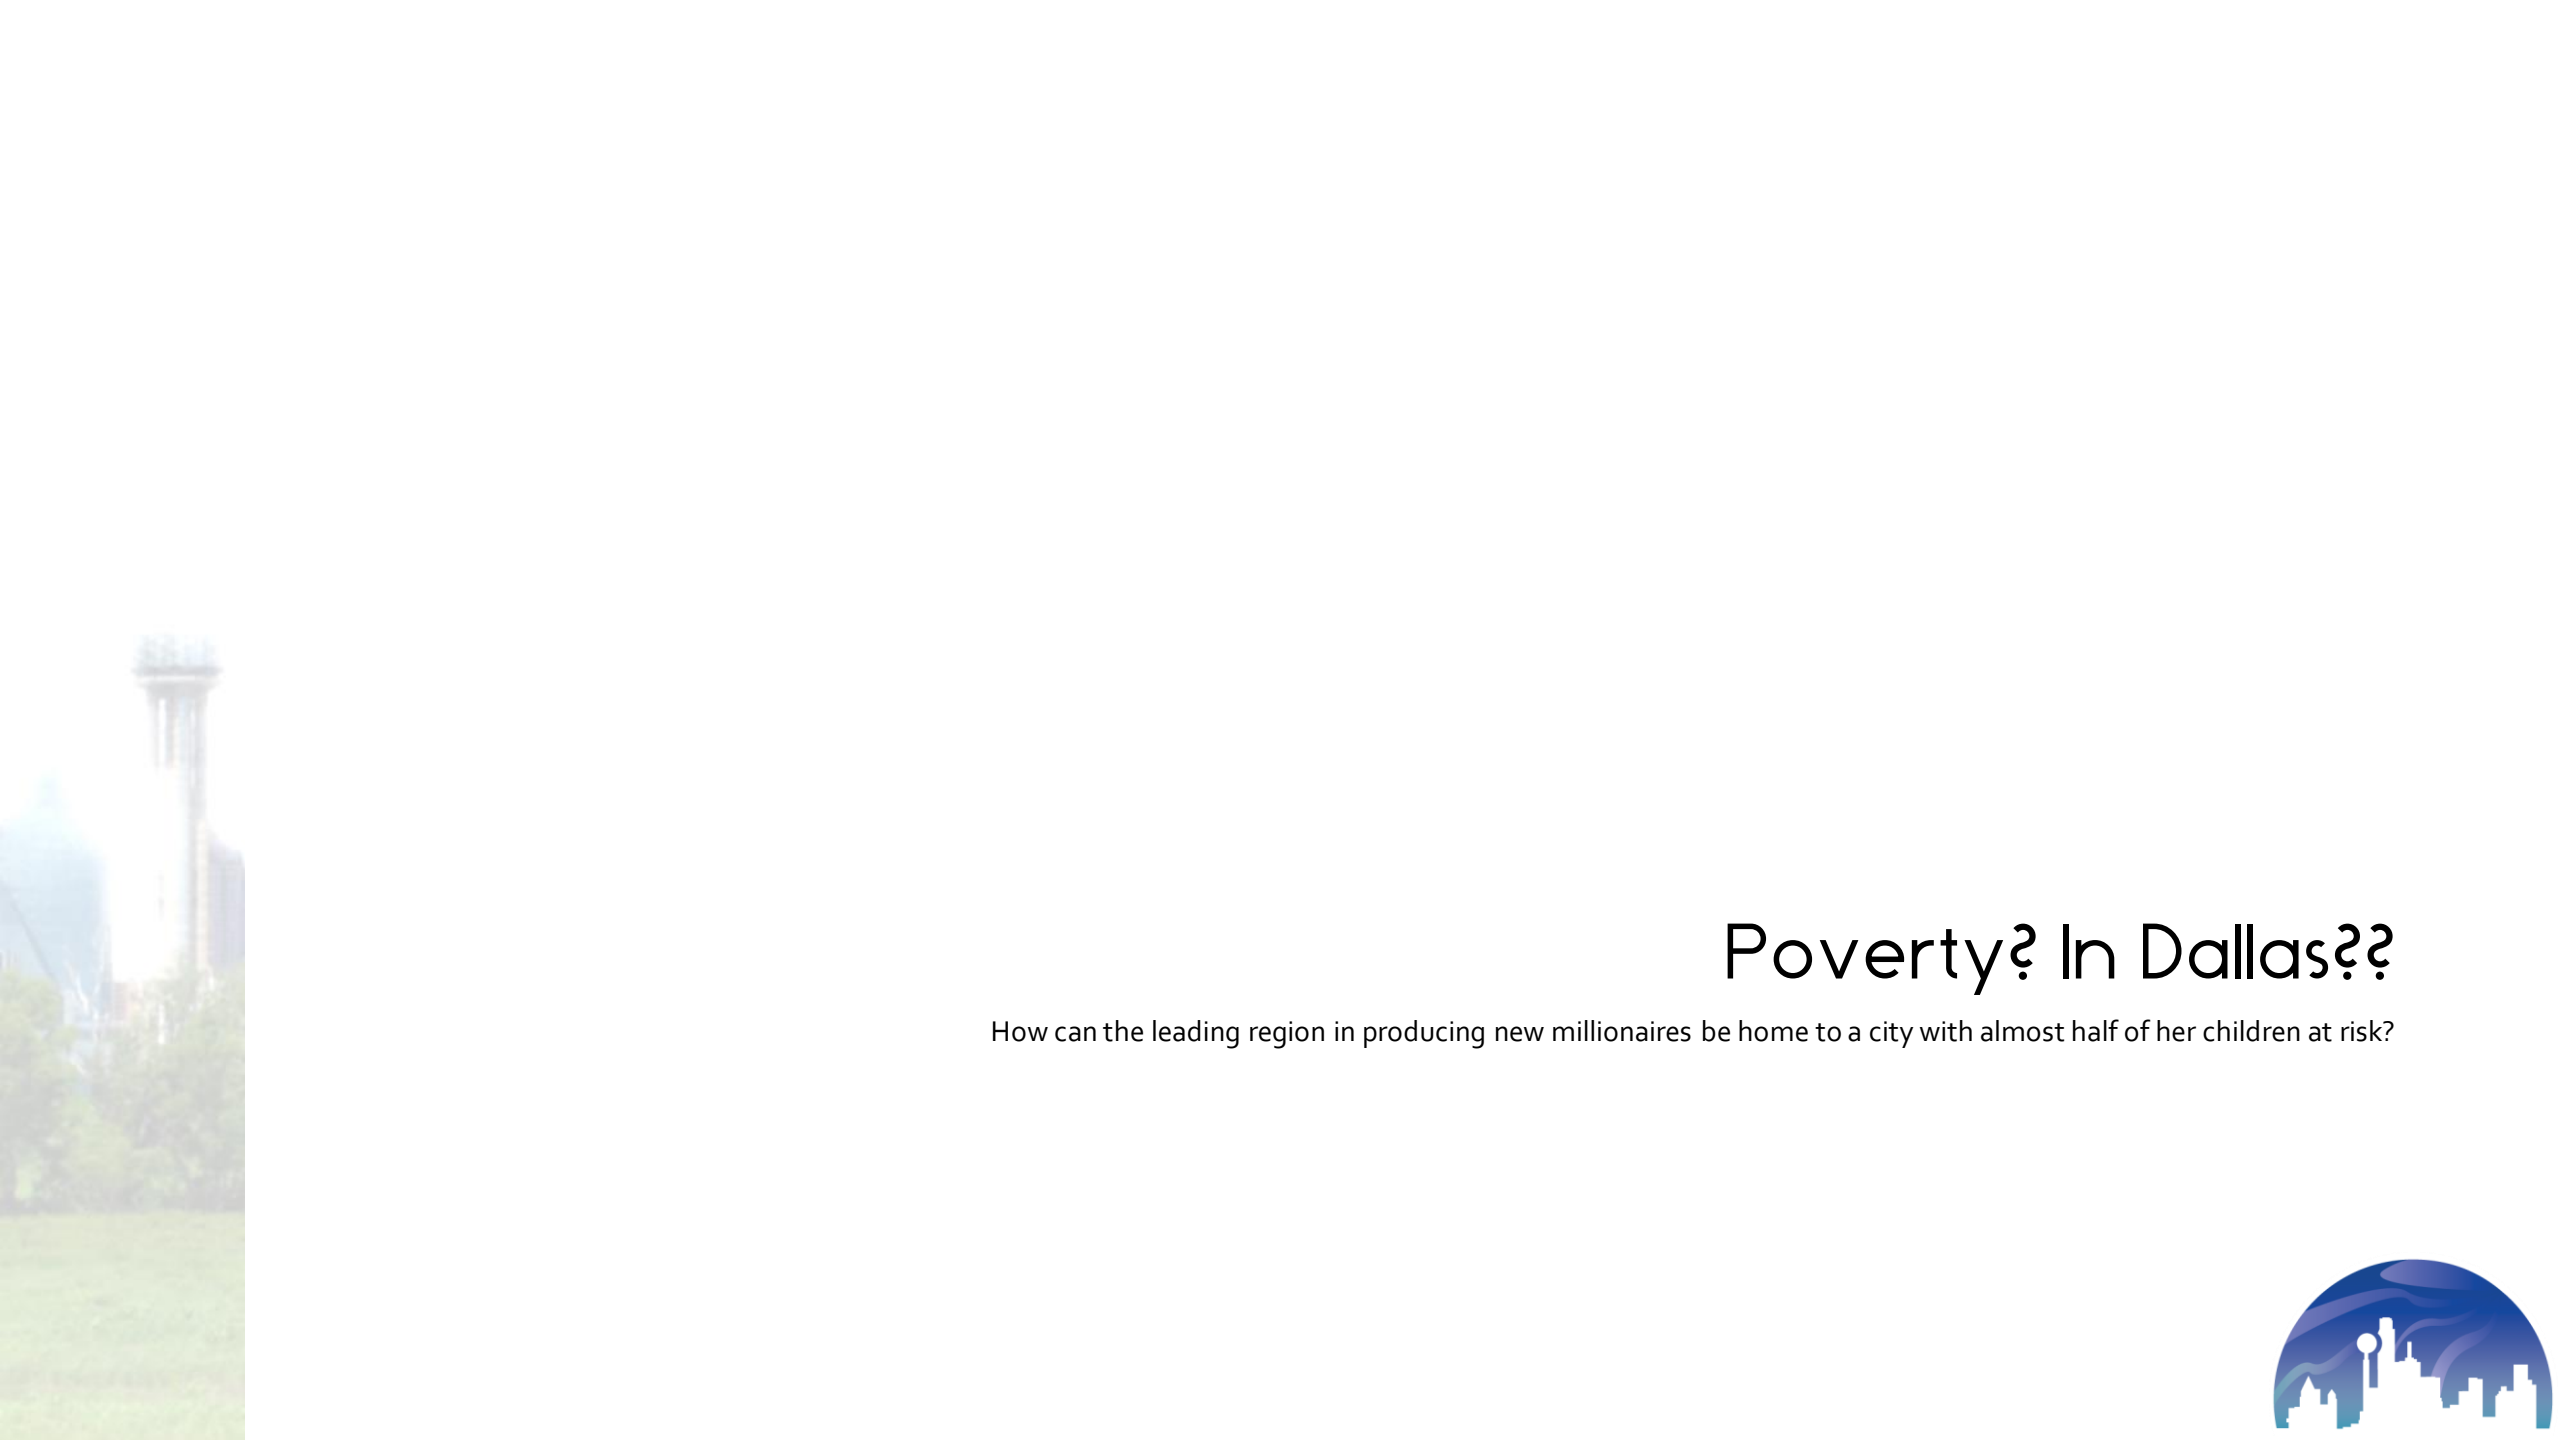 Poverty? In Dallas??
How can the leading region in producing new millionaires be home to a city with almost half of her children at risk?